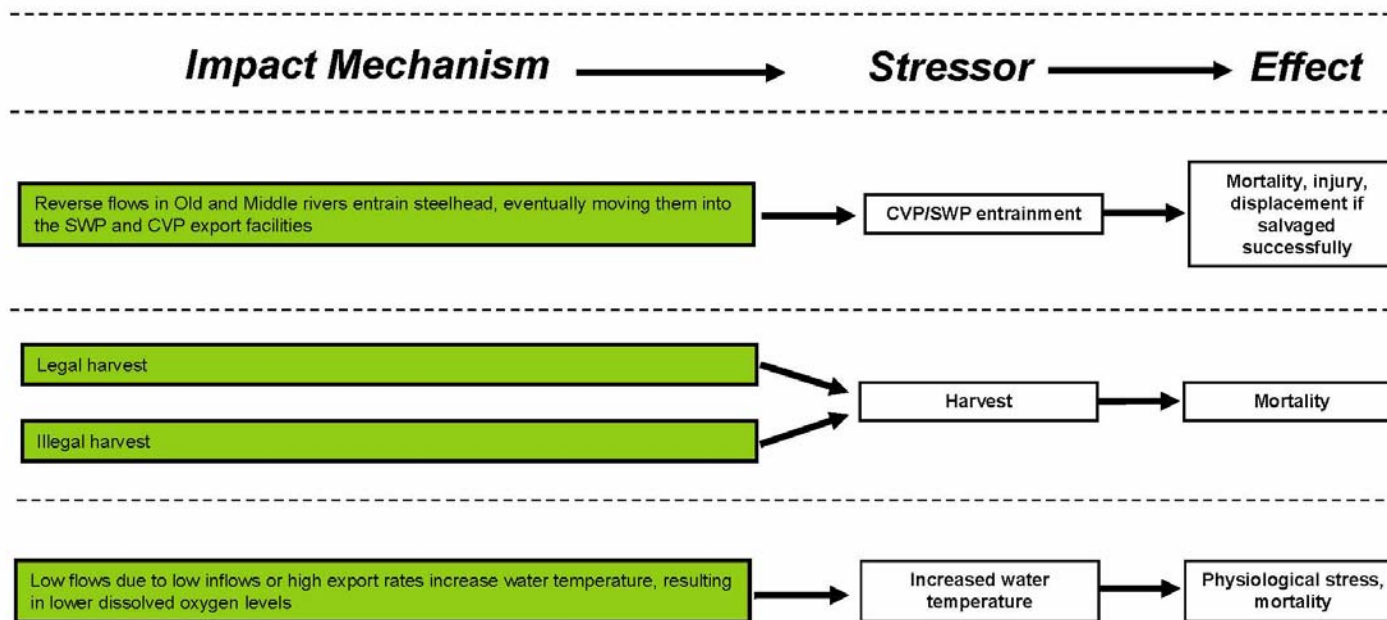 Impact Mechanism Stressor Effect
Reverse flows in Old and Middle rivers entrain steelhead, eventually moving them into
the SWP and CVP export facilities
CVP/SWP entrainment
Mortality, injury,
displacement if
salvaged
successfully
Legal harvest
Illegal harvest
Harvest
Mortality
Low flows due to low inflows or high export rates increase water temperature, resulting
in lower dissolved oxygen levels
Increased water
temperature
Physiological stress,
mortality